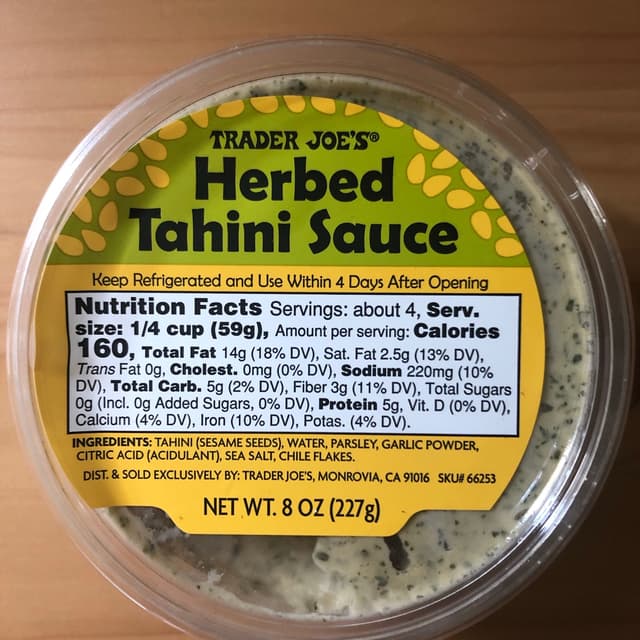 TRADER JOE'S®
Herbed
Tahini Sauce
Keep Refrigerated and Use Within 4 Days After Opening
Nutrition Facts Servings: about 4, Serv.
size: 1/4 cup (59g), Amount per serving: Calories
160, Total Fat 14g (18% DV), Sat. Fat 2.5g (13% DV),
Trans Fat 0g, Cholest. 0mg (0% DV), Sodium 220mg (10%
DV), Total Carb. 5g (2% DV), Fiber 3g (11% DV), Total Sugars
0g (Incl. 0g Added Sugars, 0% DV), Protein 5g, Vit. D (0% DV),
Calcium (4% DV), Iron (10% DV), Potas. (4% DV).
INGREDIENTS: TAHINI (SESAME SEEDS), WATER, PARSLEY, GARLIC POWDER,
CITRIC ACID (ACIDULANT), SEA SALT, CHILE FLAKES.
DIST. & SOLD EXCLUSIVELY BY: TRADER JOE'S, MONROVIA, CA 91016 SKU# 66253
NET WT. 8 OZ (227g)